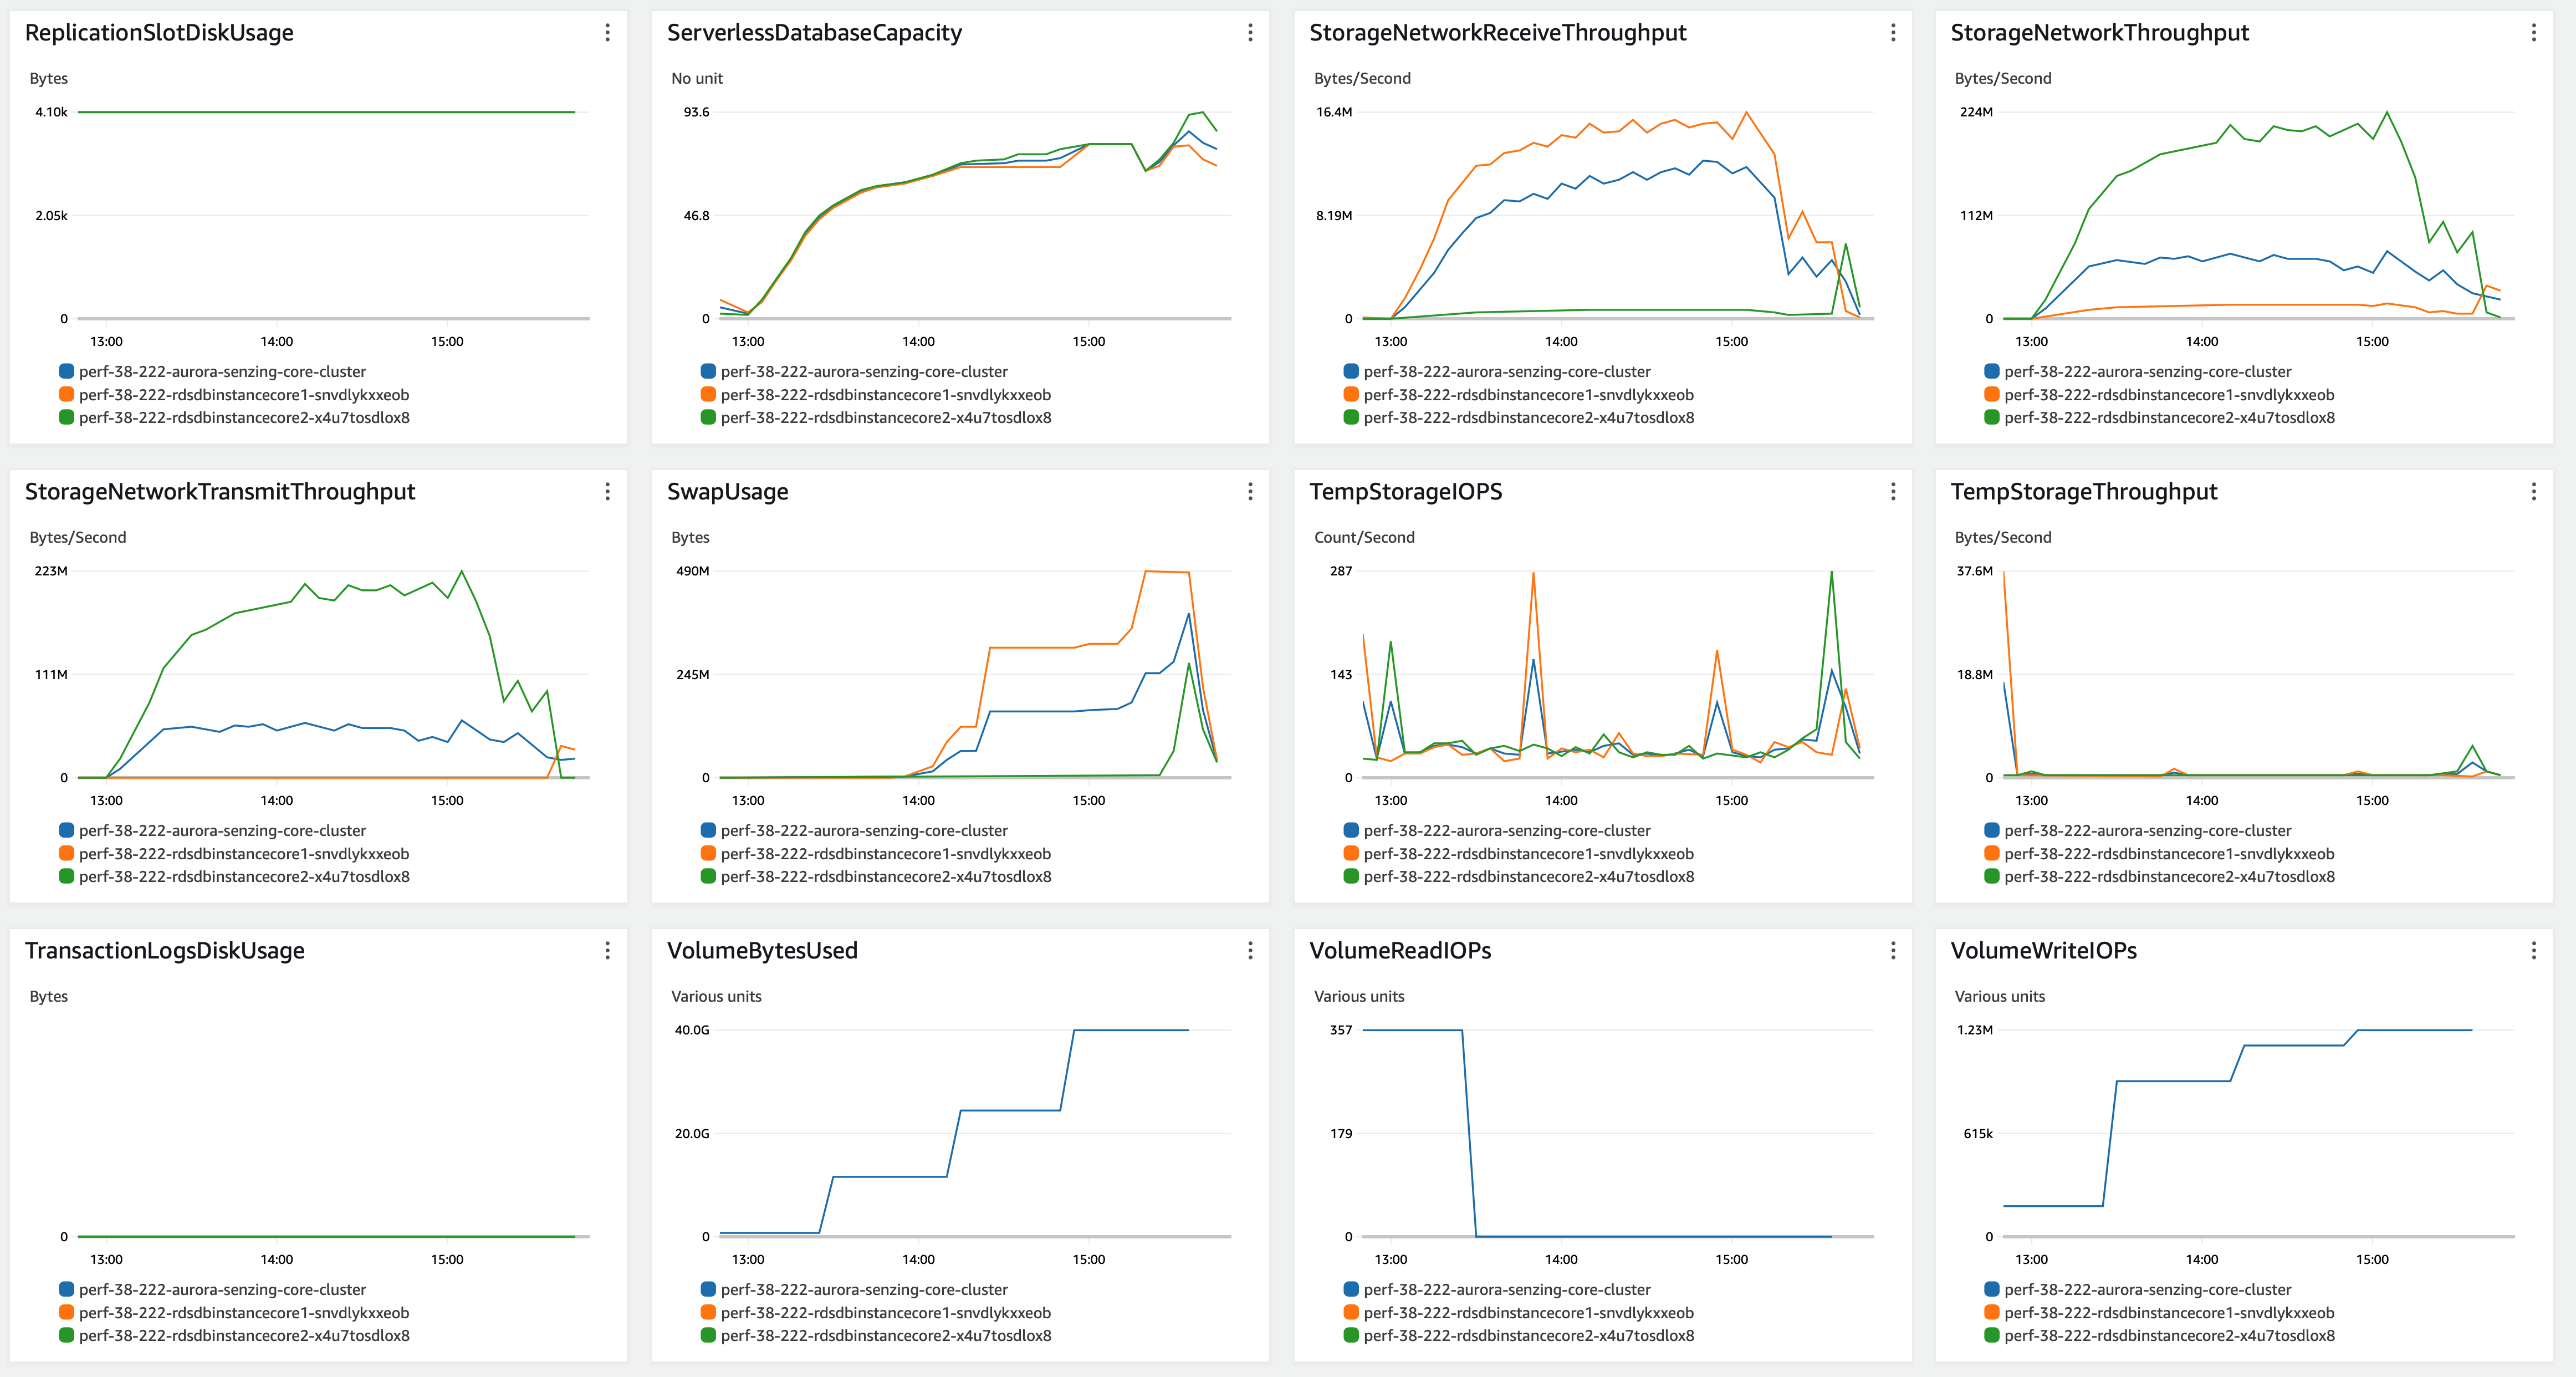 ReplicationSlotDiskUsage
Bytes
4.10k
2.05k
0
13:00 14:00 15:00
perf-38-222-aurora-senzing-core-cluster
perf-38-222-rdsdbinstancecore1-snvdlykxxeob
perf-38-222-rdsdbinstancecore2-x4u7tosdlox8
ServerlessDatabaseCapacity
No unit
93.6
46.8
0
13:00 14:00 15:00
perf-38-222-aurora-senzing-core-cluster
perf-38-222-rdsdbinstancecore1-snvdlykxxeob
perf-38-222-rdsdbinstancecore2-x4u7tosdlox8
StorageNetworkReceiveThroughput
Bytes/Second
16.4M
8.19M
0
13:00 14:00 15:00
perf-38-222-aurora-senzing-core-cluster
perf-38-222-rdsdbinstancecore1-snvdlykxxeob
perf-38-222-rdsdbinstancecore2-x4u7tosdlox8
StorageNetworkThroughput
Bytes/Second
224M
112M
0
13:00 14:00 15:00
perf-38-222-aurora-senzing-core-cluster
perf-38-222-rdsdbinstancecore1-snvdlykxxeob
perf-38-222-rdsdbinstancecore2-x4u7tosdlox8
StorageNetworkTransmitThroughput
Bytes/Second
223M
111M
0
13:00 14:00 15:00
perf-38-222-aurora-senzing-core-cluster
perf-38-222-rdsdbinstancecore1-snvdlykxxeob
perf-38-222-rdsdbinstancecore2-x4u7tosdlox8
SwapUsage
Bytes
490M
245M
0
13:00 14:00 15:00
perf-38-222-aurora-senzing-core-cluster
perf-38-222-rdsdbinstancecore1-snvdlykxxeob
perf-38-222-rdsdbinstancecore2-x4u7tosdlox8
TempStorageIOPS
Count/Second
287
143
0
13:00 14:00 15:00
perf-38-222-aurora-senzing-core-cluster
perf-38-222-rdsdbinstancecore1-snvdlykxxeob
perf-38-222-rdsdbinstancecore2-x4u7tosdlox8
TempStorageThroughput
Bytes/Second
37.6M
18.8M
0
13:00 14:00 15:00
perf-38-222-aurora-senzing-core-cluster
perf-38-222-rdsdbinstancecore1-snvdlykxxeob
perf-38-222-rdsdbinstancecore2-x4u7tosdlox8
TransactionLogsDiskUsage
Bytes
0
13:00 14:00 15:00
perf-38-222-aurora-senzing-core-cluster
perf-38-222-rdsdbinstancecore1-snvdlykxxeob
perf-38-222-rdsdbinstancecore2-x4u7tosdlox8
VolumeBytesUsed
Various units
40.0G
20.0G
0
13:00 14:00 15:00
perf-38-222-aurora-senzing-core-cluster
perf-38-222-rdsdbinstancecore1-snvdlykxxeob
perf-38-222-rdsdbinstancecore2-x4u7tosdlox8
VolumeReadIOPs
Various units
357
179
0
13:00 14:00 15:00
perf-38-222-aurora-senzing-core-cluster
perf-38-222-rdsdbinstancecore1-snvdlykxxeob
perf-38-222-rdsdbinstancecore2-x4u7tosdlox8
VolumeWriteIOPs
Various units
1.23M
615k
0
13:00 14:00 15:00
perf-38-222-aurora-senzing-core-cluster
perf-38-222-rdsdbinstancecore1-snvdlykxxeob
perf-38-222-rdsdbinstancecore2-x4u7tosdlox8